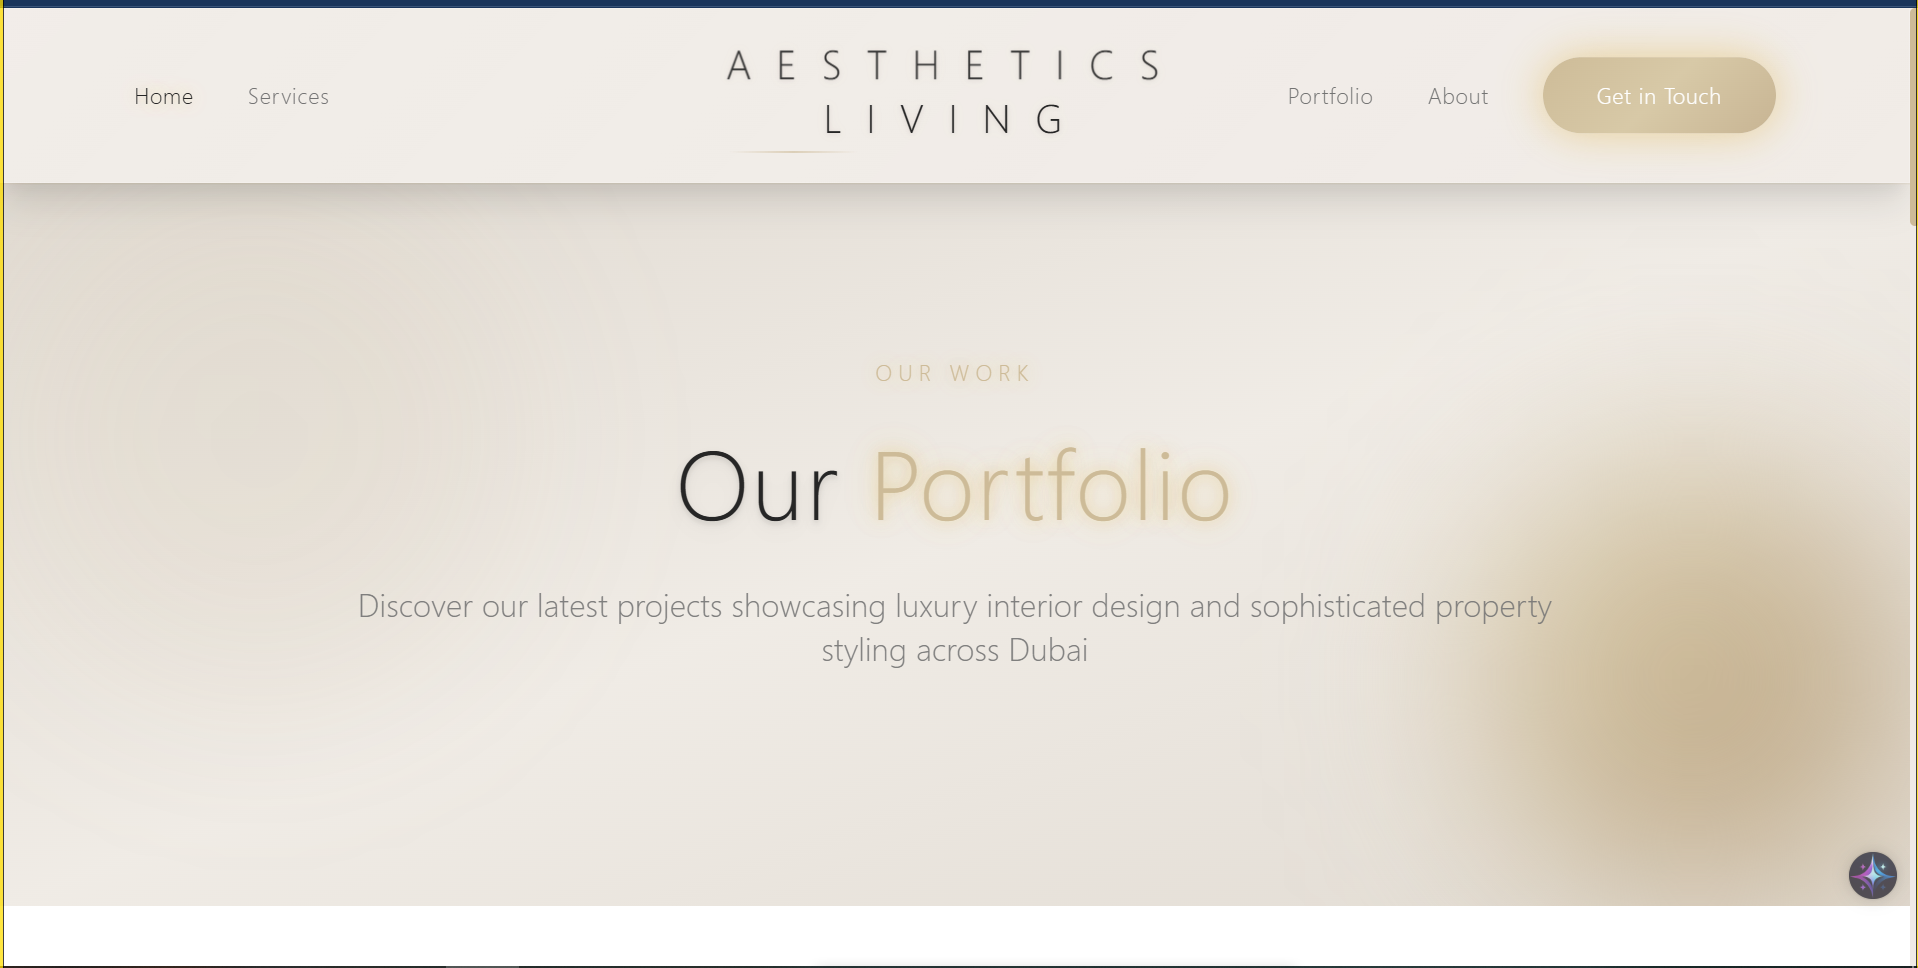 Home
Services
AESTHETICS
LIVING
Portfolio
About
Get in Touch
OUR WORK
Our Portfolio
Discover our latest projects showcasing luxury interior design and sophisticated property
styling across Dubai